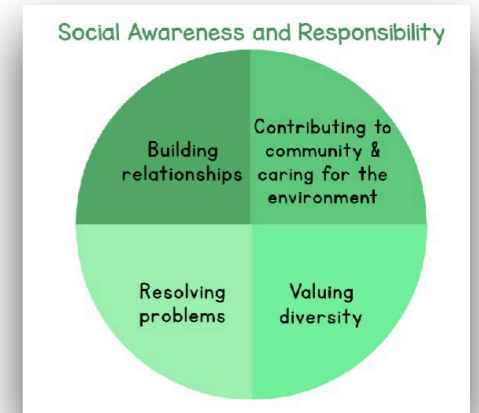 Social Awareness and Responsibility
Building
relationships
Contributing to
community &
caring for the
environment
Resolving
problems
Valuing
diversity